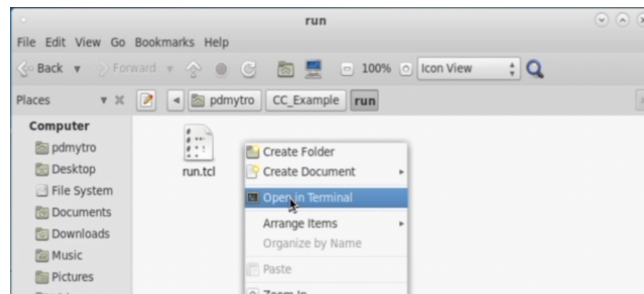 run
File Edit View Go Bookmarks Help
Back Forward 100% Icon View
Places pdmytro CC_Example run
Computer
pdmytro
Desktop
File System
Documents
Downloads
Music
Pictures
run.tcl
Create Folder
Create Document
Open in Terminal
Arrange Items
Organize by Name
Paste
Zoom In